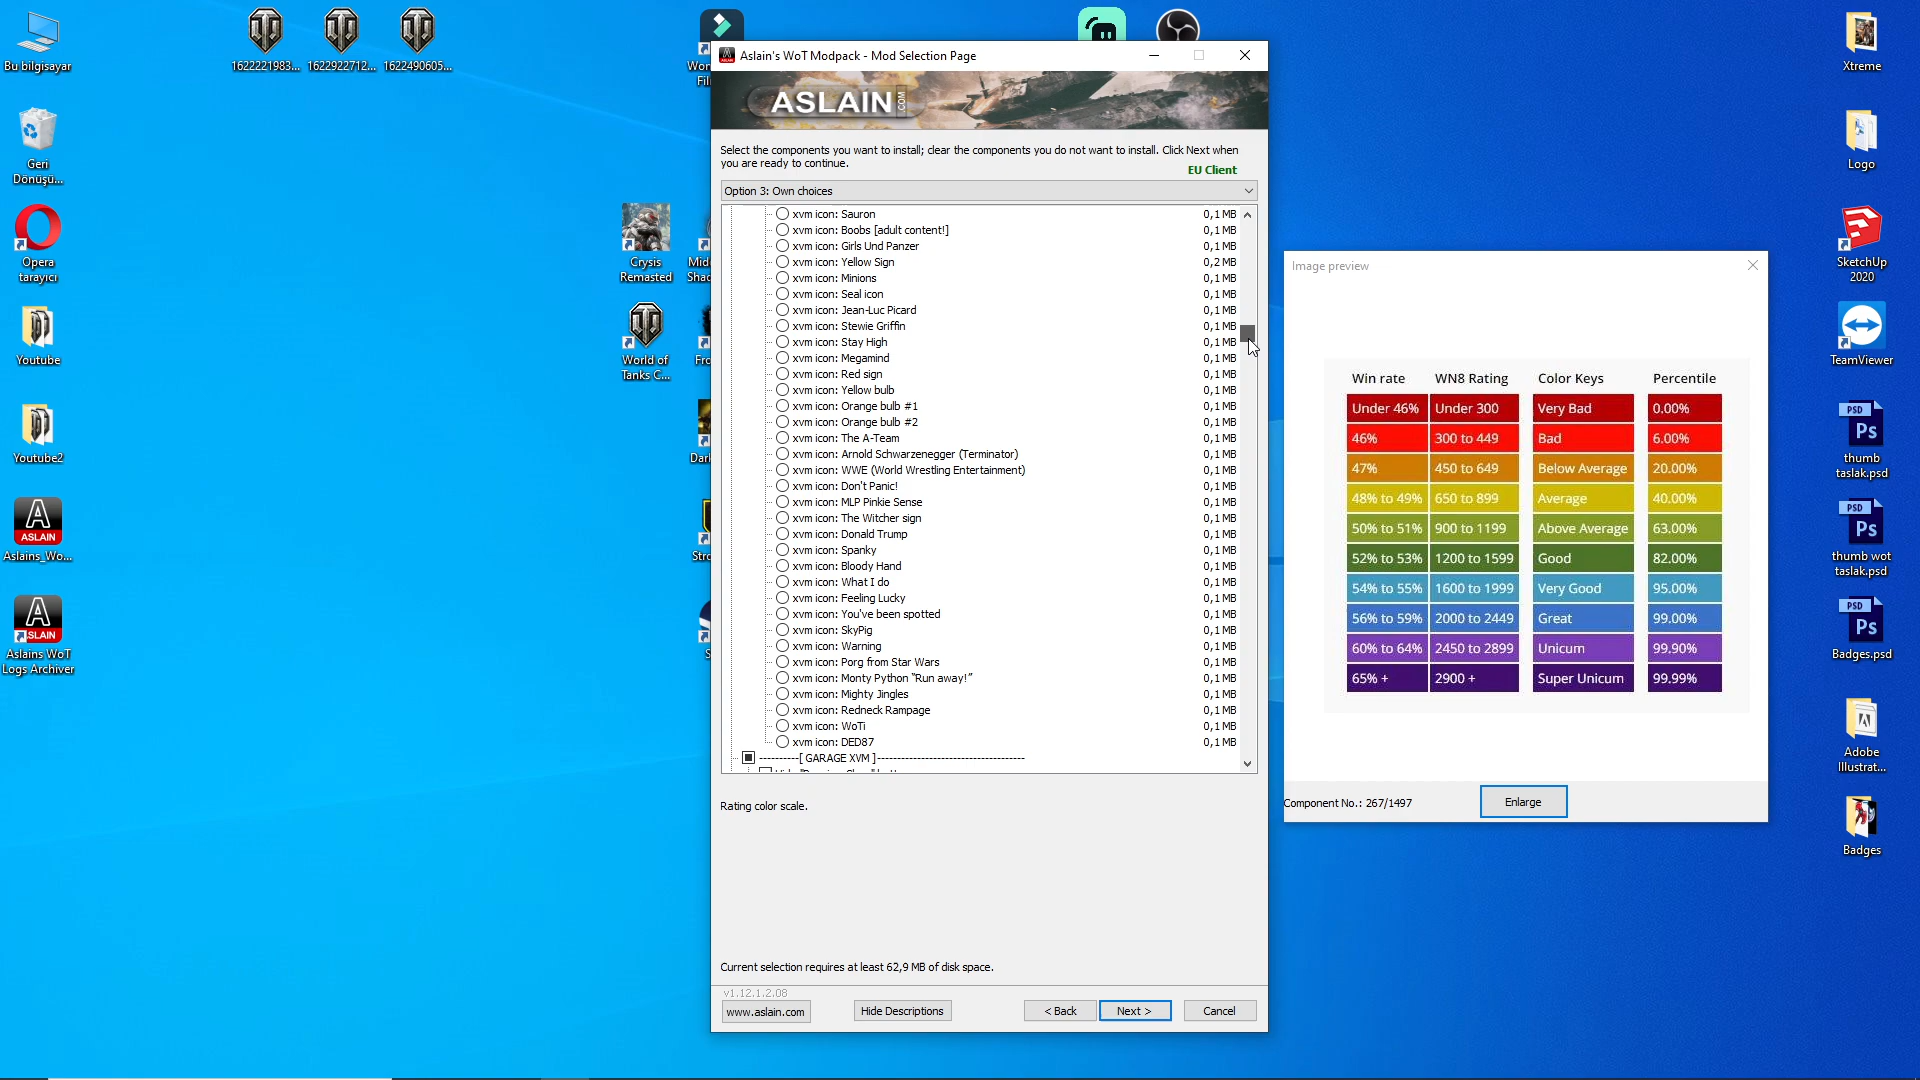 Bu bilgisayar
Geri
Dönüşü...
Opera
tarayıcı
Youtube
Youtube2
ASLAIN
Aslains_Wo...
ASLAIN
Aslains WoT
Logs Archiver
1622221983...
1622922712...
1622490605...
Crysis
Remasted
World of
Tanks C...
Aslain's WoT Modpack - Mod Selection Page
ASLAIN.COM
Select the components you want to install; clear the components you do not want to install. Click Next when
you are ready to continue.
EU Client
Option 3: Own choices
xvm icon: Sauron 0,1 MB
xvm icon: Boobs [adult content!] 0,1 MB
xvm icon: Girls Und Panzer 0,1 MB
xvm icon: Yellow Sign 0,2 MB
xvm icon: Minions 0,1 MB
xvm icon: Seal icon 0,1 MB
xvm icon: Jean-Luc Picard 0,1 MB
xvm icon: Stewie Griffin 0,1 MB
xvm icon: Stay High 0,1 MB
xvm icon: Megamind 0,1 MB
xvm icon: Red sign 0,1 MB
xvm icon: Yellow bulb 0,1 MB
xvm icon: Orange bulb #1 0,1 MB
xvm icon: Orange bulb #2 0,1 MB
xvm icon: The A-Team 0,1 MB
xvm icon: Arnold Schwarzenegger (Terminator) 0,1 MB
xvm icon: WWE (World Wrestling Entertainment) 0,1 MB
xvm icon: Don't Panic! 0,1 MB
xvm icon: MLP Pinkie Sense 0,1 MB
xvm icon: The Witcher sign 0,1 MB
xvm icon: Donald Trump 0,1 MB
xvm icon: Spanky 0,1 MB
xvm icon: Bloody Hand 0,1 MB
xvm icon: What I do 0,1 MB
xvm icon: Feeling Lucky 0,1 MB
xvm icon: You've been spotted 0,1 MB
xvm icon: SkyPig 0,1 MB
xvm icon: Warning 0,1 MB
xvm icon: Porg from Star Wars 0,1 MB
xvm icon: Monty Python “Run away!” 0,1 MB
xvm icon: Mighty Jingles 0,1 MB
xvm icon: Redneck Rampage 0,1 MB
xvm icon: WoTi 0,1 MB
xvm icon: DED87 0,1 MB
----------[ GARAGE XVM ]-------------------------------------
Rating color scale.
Current selection requires at least 62,9 MB of disk space.
v1.12.1.2.08
www.aslain.com
Hide Descriptions
< Back
Next >
Cancel
Image preview
Win rate WN8 Rating Color Keys Percentile
Under 46% Under 300 Very Bad 0.00%
46% 300 to 449 Bad 6.00%
47% 450 to 649 Below Average 20.00%
48% to 49% 650 to 899 Average 40.00%
50% to 51% 900 to 1199 Above Average 63.00%
52% to 53% 1200 to 1599 Good 82.00%
54% to 55% 1600 to 1999 Very Good 95.00%
56% to 59% 2000 to 2449 Great 99.00%
60% to 64% 2450 to 2899 Unicum 99.90%
65% + 2900 + Super Unicum 99.99%
Component No.: 267/1497
Enlarge
Xtreme
Logo
SketchUp
2020
TeamViewer
PSD
Ps
thumb
taslak.psd
PSD
Ps
thumb wot
taslak.psd
PSD
Ps
Badges.psd
Adobe
Illustrat...
Badges